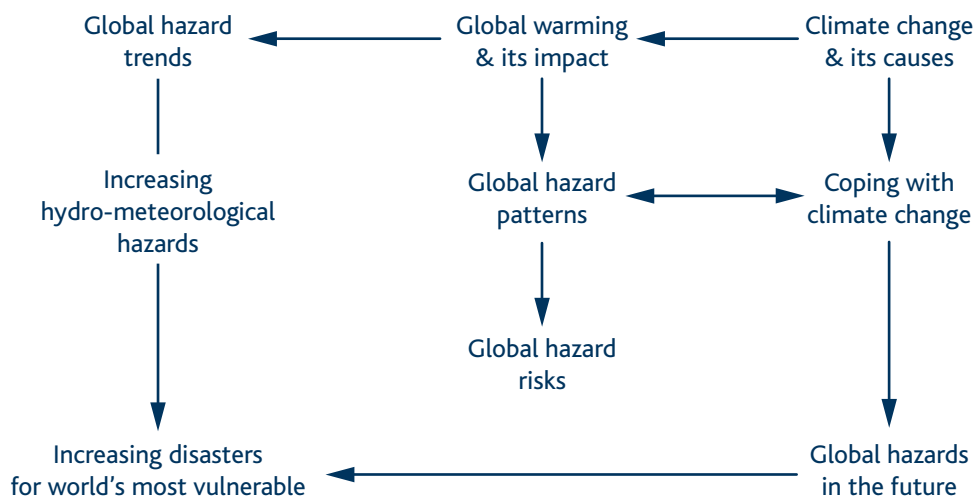 Global hazard
trends
Global warming
& its impact
Climate change
& its causes
Increasing
hydro-meteorological
hazards
Global hazard
patterns
Coping with
climate change
Global hazard
risks
Increasing disasters
for world's most vulnerable
Global hazards
in the future